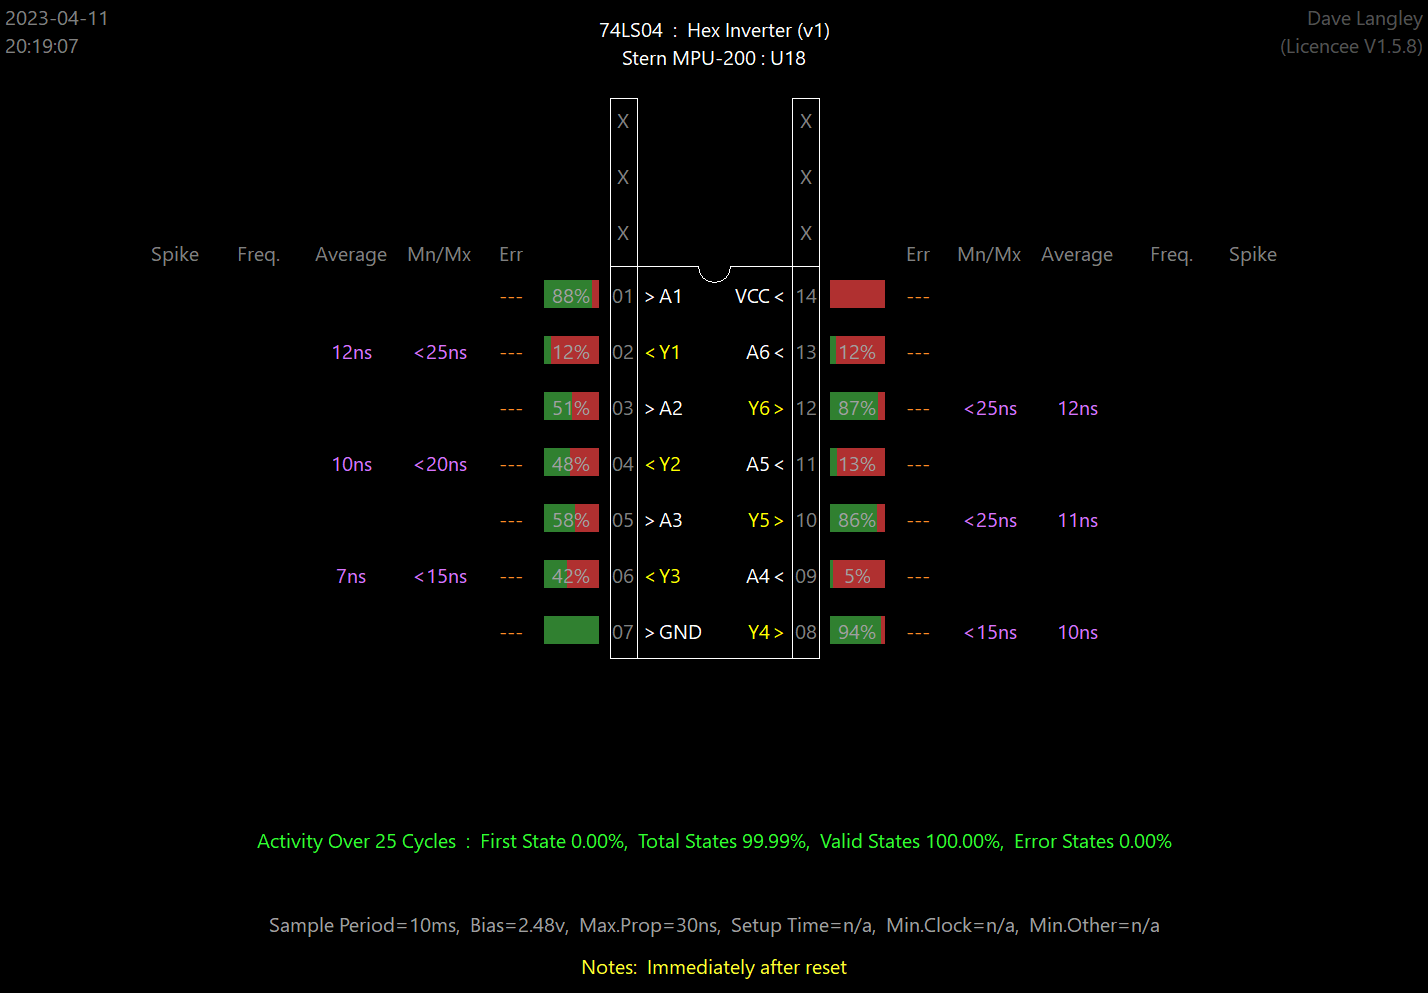 2023-04-11
20:19:07
74LS04 : Hex Inverter (v1)
Stern MPU-200 : U18
Dave Langley
(Licencee V1.5.8)
X X
X X
X X
Spike Freq. Average Mn/Mx Err Err Mn/Mx Average Freq. Spike
--- 88% 01 > A1 VCC < 14 ---
12ns <25ns --- 12% 02 < Y1 A6 < 13 12% ---
--- 51% 03 > A2 Y6 > 12 87% --- <25ns 12ns
10ns <20ns --- 48% 04 < Y2 A5 < 11 13% ---
--- 58% 05 > A3 Y5 > 10 86% --- <25ns 11ns
7ns <15ns --- 42% 06 < Y3 A4 < 09 5% ---
--- 07 > GND Y4 > 08 94% --- <15ns 10ns
Activity Over 25 Cycles : First State 0.00%, Total States 99.99%, Valid States 100.00%, Error States 0.00%
Sample Period=10ms, Bias=2.48v, Max.Prop=30ns, Setup Time=n/a, Min.Clock=n/a, Min.Other=n/a
Notes: Immediately after reset